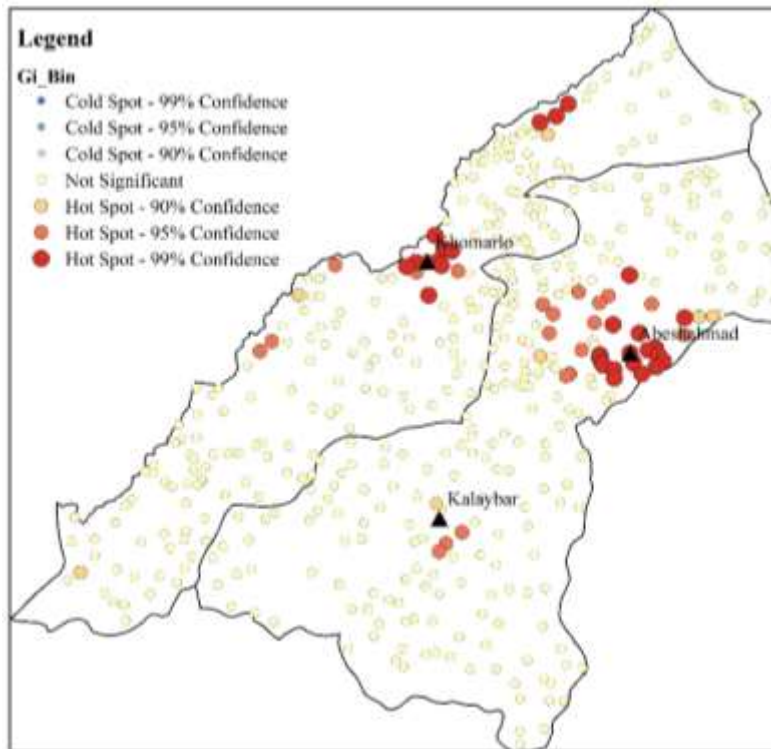 Legend
Gi_Bin
Cold Spot - 99% Confidence
Cold Spot - 95% Confidence
Cold Spot - 90% Confidence
Not Significant
Hot Spot - 90% Confidence
Hot Spot - 95% Confidence
Hot Spot - 99% Confidence
Khomarlo
Abeshahmad
Kalaybar